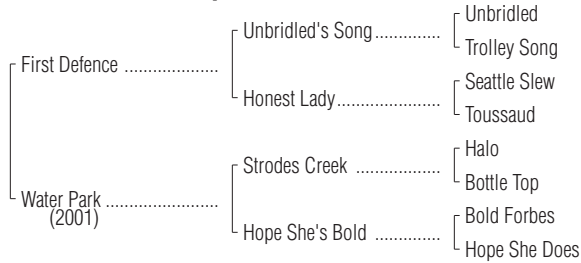 Unbridled
Unbridled's Song..............
Trolley Song
First Defence ....................
Seattle Slew
Honest Lady......................
Toussaud
Halo
Strodes Creek ..................
Bottle Top
Water Park ........................
(2001)
Bold Forbes
Hope She's Bold ..............
Hope She Does